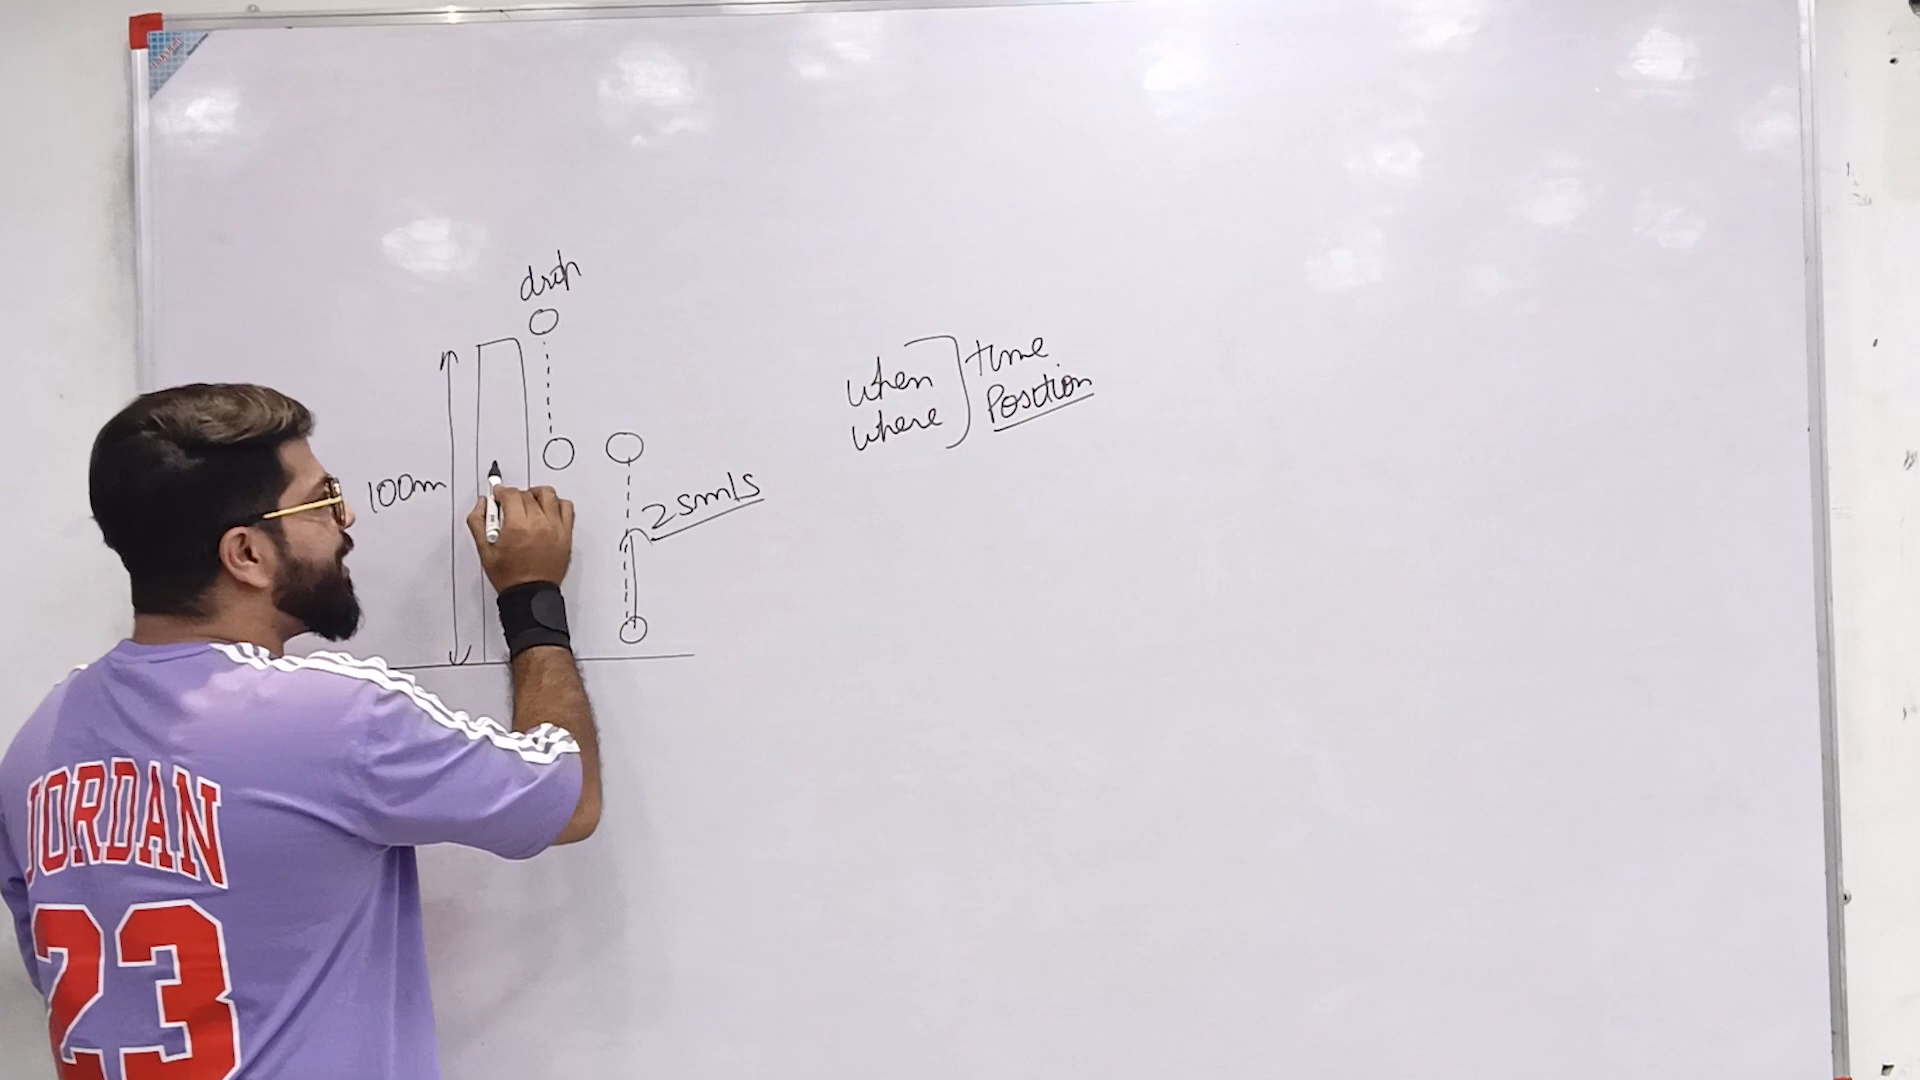 drop
100m
25m/s
when
where
time
Position
JORDAN
23